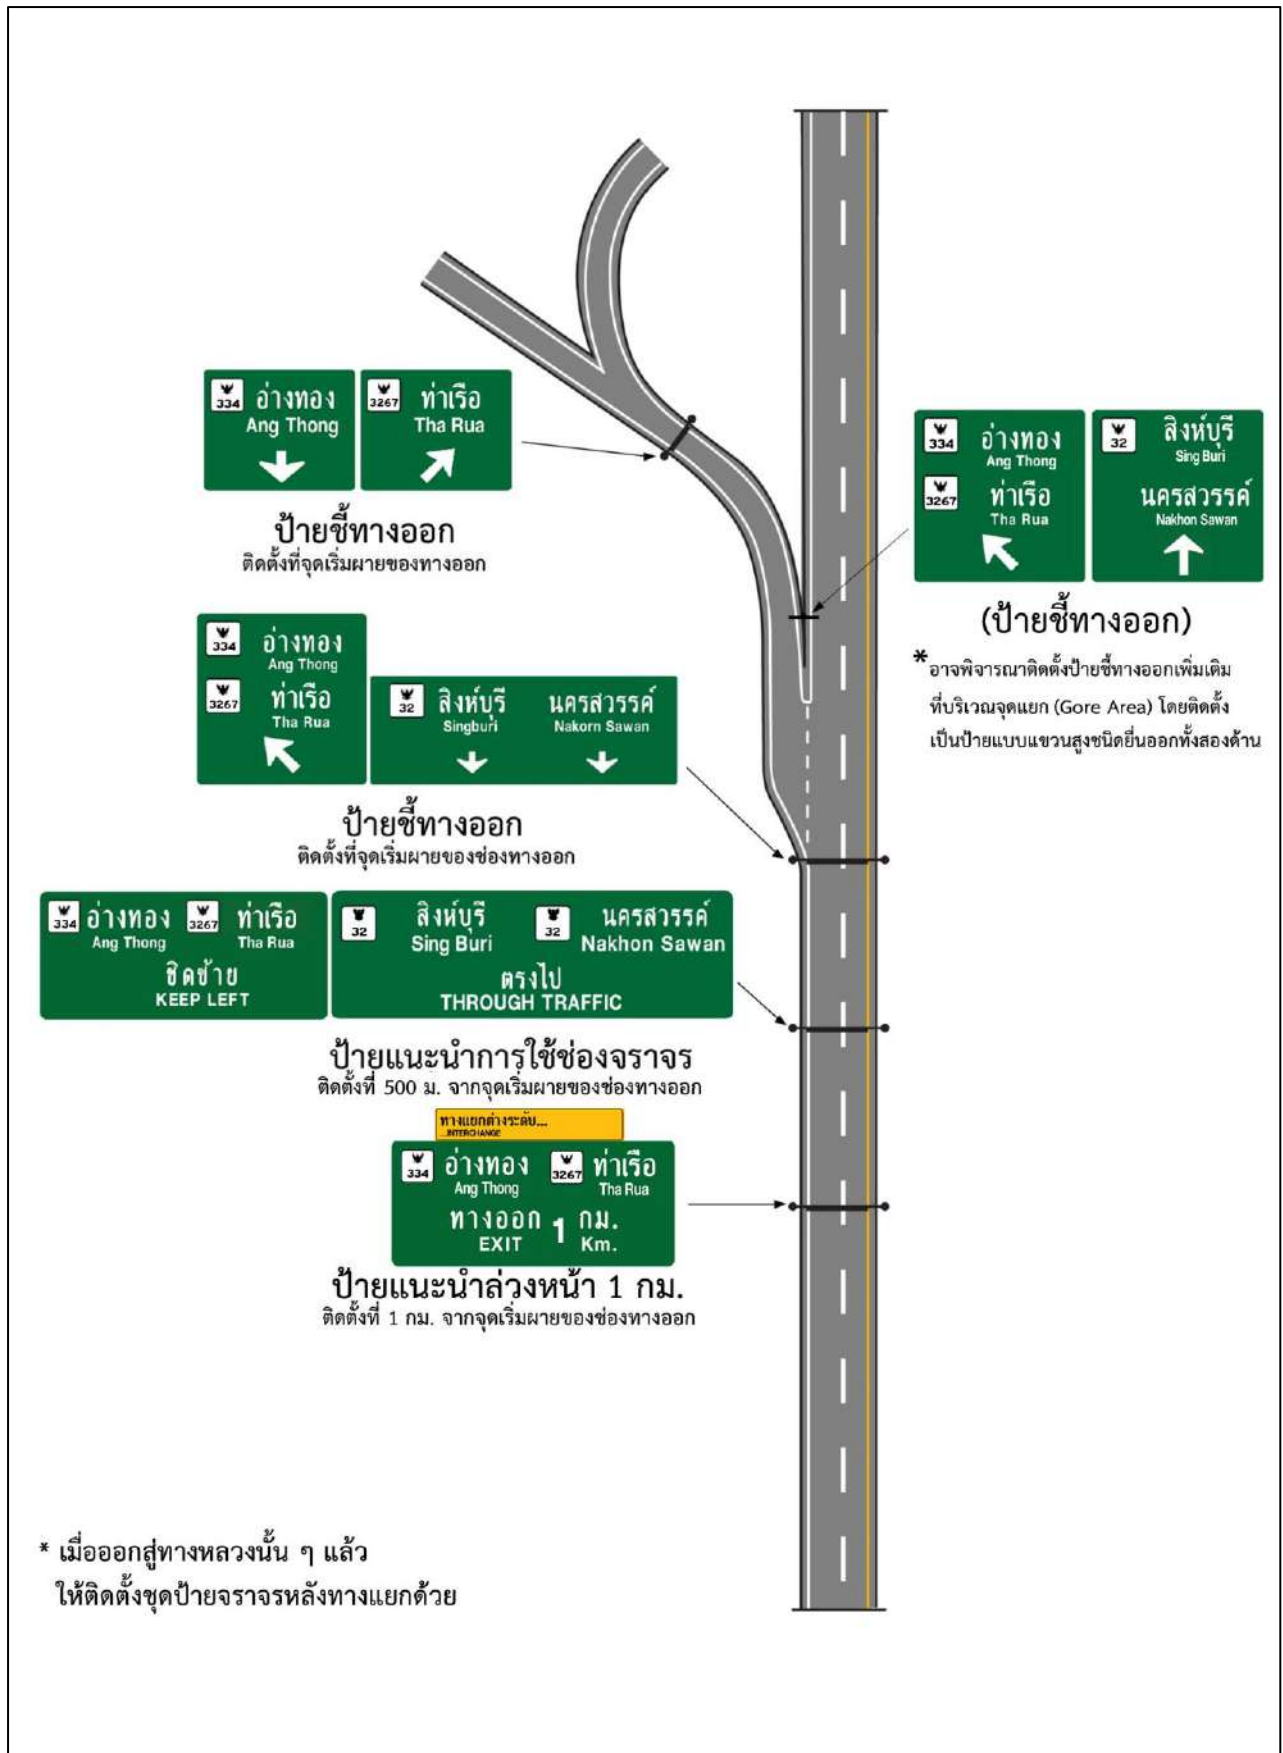 334 อ่างทอง
Ang Thong
3267 ท่าเรือ
Tha Rua
ป้ายชี้ทางออก
ติดตั้งที่จุดเริ่มผายของทางออก
334 อ่างทอง
Ang Thong
3267 ท่าเรือ
Tha Rua
32 สิงห์บุรี
Sing Buri
นครสวรรค์
Nakhon Sawan
(ป้ายชี้ทางออก)
*อาจพิจารณาติดตั้งป้ายชี้ทางออกเพิ่มเติม
ที่บริเวณจุดแยก (Gore Area) โดยติดตั้ง
เป็นป้ายแบบแขวนสูงชนิดยื่นออกทั้งสองด้าน
334 อ่างทอง
Ang Thong
3267 ท่าเรือ
Tha Rua
32 สิงห์บุรี นครสวรรค์
Singburi Nakorn Sawan
ป้ายชี้ทางออก
ติดตั้งที่จุดเริ่มผายของช่องทางออก
334 อ่างทอง 3267 ท่าเรือ
Ang Thong Tha Rua
ชิดซ้าย
KEEP LEFT
32 สิงห์บุรี 32 นครสวรรค์
Sing Buri Nakhon Sawan
ตรงไป
THROUGH TRAFFIC
ป้ายแนะนำการใช้ช่องจราจร
ติดตั้งที่ 500 ม. จากจุดเริ่มผายของช่องทางออก
ทางแยกต่างระดับ...
...INTERCHANGE
334 อ่างทอง 3267 ท่าเรือ
Ang Thong Tha Rua
ทางออก 1 กม.
EXIT Km.
ป้ายแนะนำล่วงหน้า 1 กม.
ติดตั้งที่ 1 กม. จากจุดเริ่มผายของช่องทางออก
* เมื่อออกสู่ทางหลวงนั้น ๆ แล้ว
ให้ติดตั้งชุดป้ายจราจรหลังทางแยกด้วย